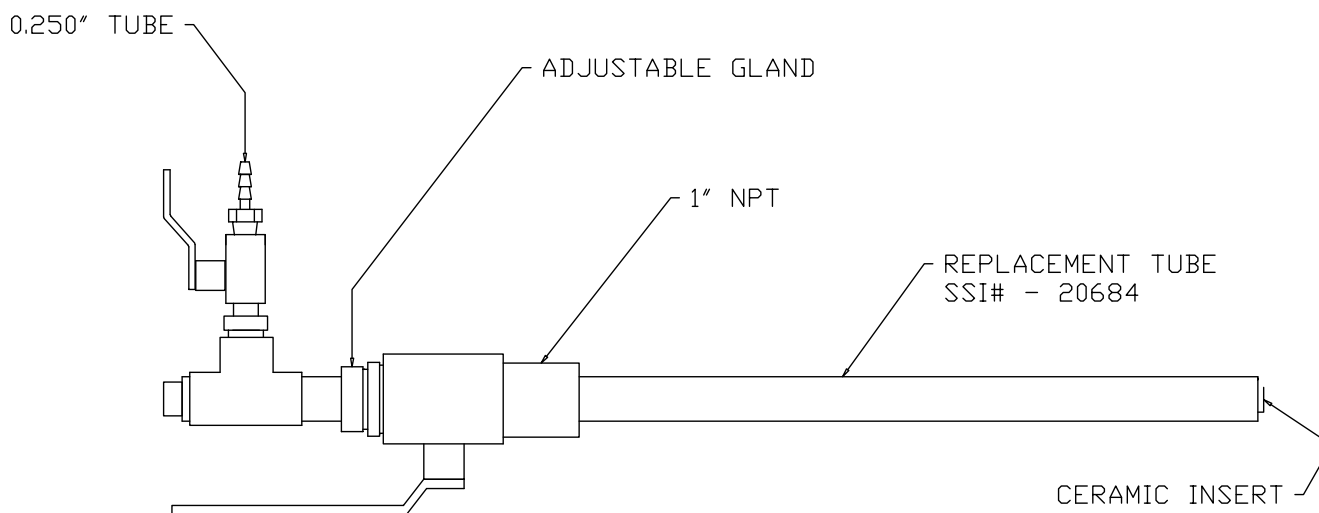 0.250" TUBE
ADJUSTABLE GLAND
1" NPT
REPLACEMENT TUBE
SSI# - 20684
CERAMIC INSERT